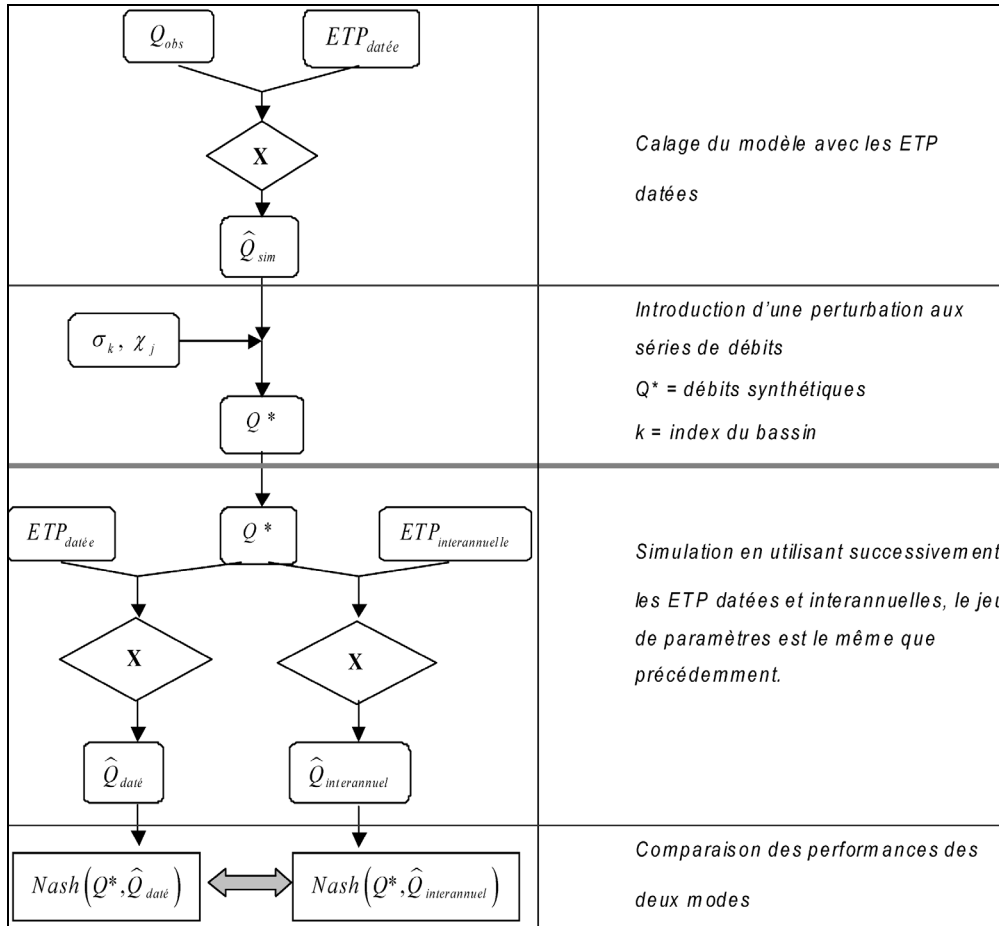 Q_obs ETP_datée
X
Calage du modèle avec les ETP
datées
Q̂_sim
Introduction d'une perturbation aux
séries de débits
σ_k, χ_j
Q* = débits synthétiques
Q*
k = index du bassin
ETP_datée Q* ETP_interannuelle
Simulation en utilisant successivement
les ETP datées et interannuelles, le jeu
de paramètres est le même que
précédemment.
X X
Q̂_daté Q̂_interannuel
Comparaison des performances des
deux modes
Nash(Q*,Q̂_daté) Nash(Q*,Q̂_interannuel)